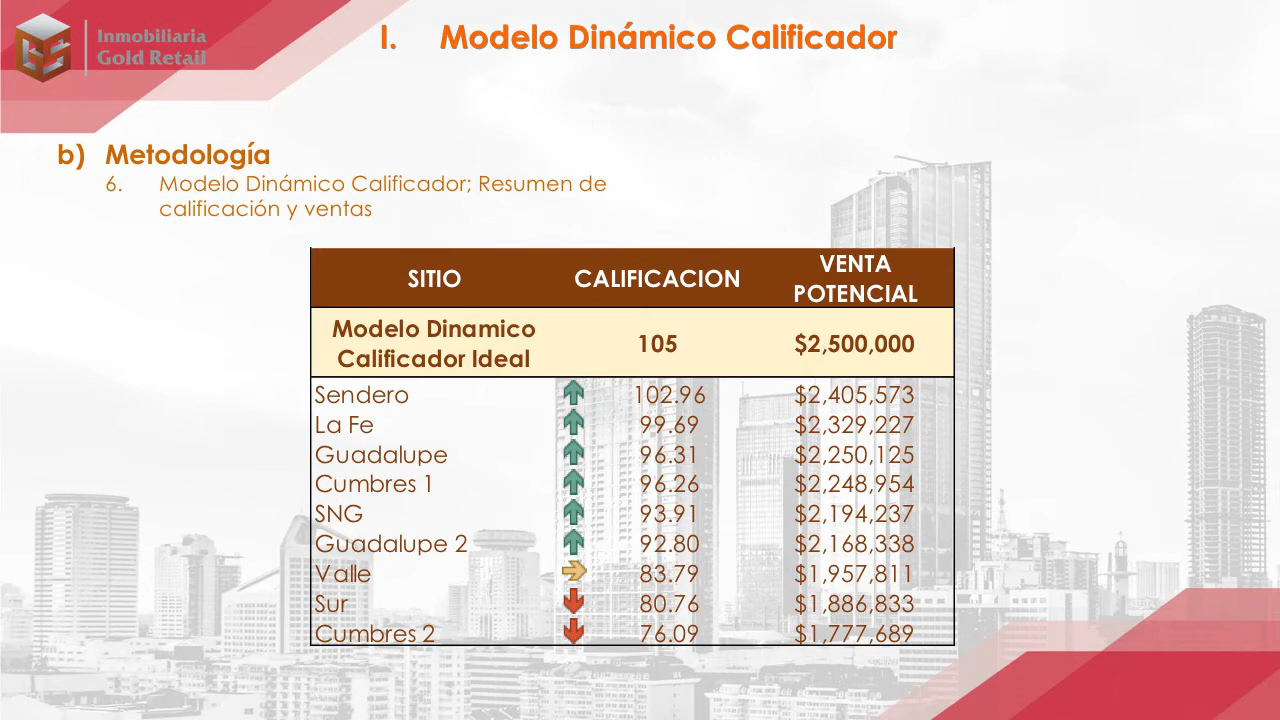 Inmobiliaria
Gold Retail
I. Modelo Dinámico Calificador
b) Metodología
6. Modelo Dinámico Calificador; Resumen de
calificación y ventas
SITIO CALIFICACION VENTA
POTENCIAL
Modelo Dinamico
Calificador Ideal 105 $2,500,000
Sendero 102.96 $2,405,573
La Fe 99.69 $2,329,227
Guadalupe 96.31 $2,250,125
Cumbres 1 96.26 $2,248,954
SNG 93.91 $2,194,237
Guadalupe 2 92.80 $2,168,338
Valle 83.79 $1,957,811
Sur 80.76 $1,886,833
Cumbres 2 76.09 $1,777,689